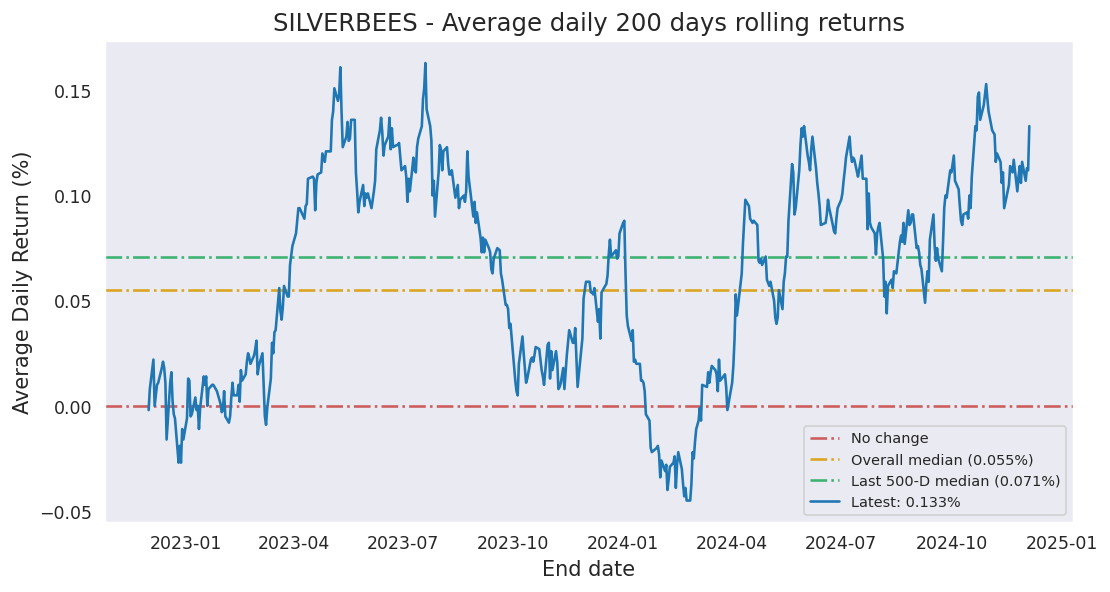 SILVERBEES - Average daily 200 days rolling returns
Average Daily Return (%)
0.15
0.10
0.05
0.00
−0.05
No change
Overall median (0.055%)
Last 500-D median (0.071%)
Latest: 0.133%
2023-01 2023-04 2023-07 2023-10 2024-01 2024-04 2024-07 2024-10 2025-01
End date